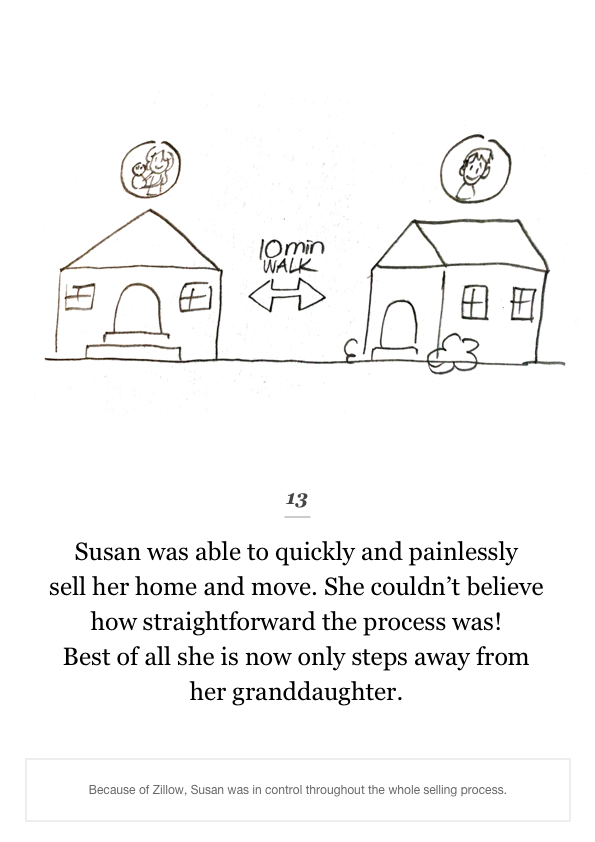 10min
WALK
13
Susan was able to quickly and painlessly
sell her home and move. She couldn’t believe
how straightforward the process was!
Best of all she is now only steps away from
her granddaughter.
Because of Zillow, Susan was in control throughout the whole selling process.